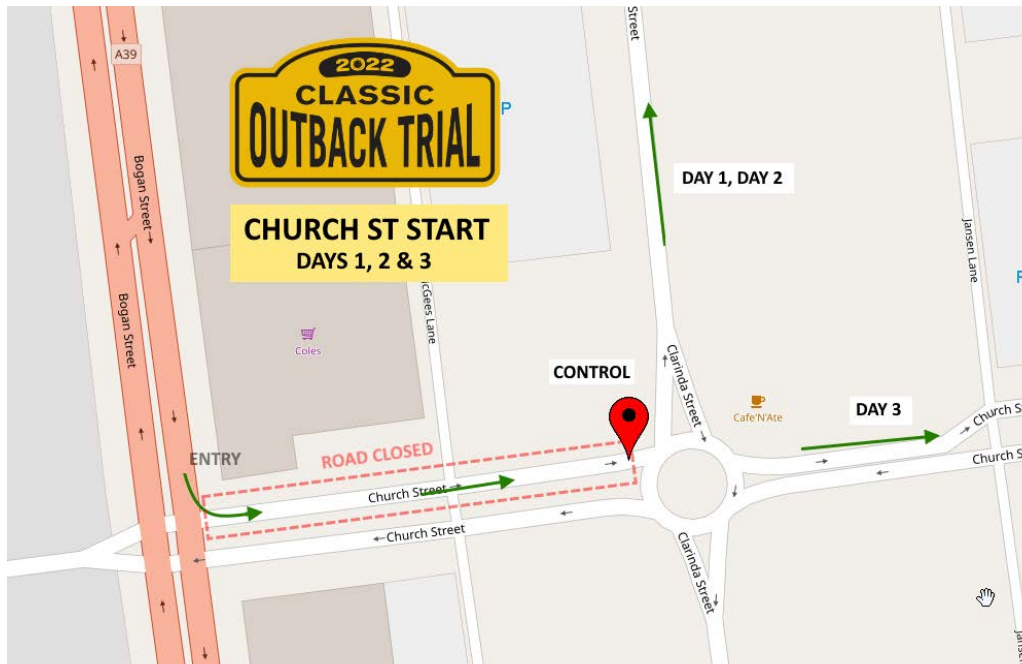 Street
A39
2022
CLASSIC
OUTBACK TRIAL
P
Bogan Street
DAY 1, DAY 2
CHURCH ST START
DAYS 1, 2 & 3
Jansen Lane
Bogan Street
cGees Lane
Coles
CONTROL
Clarinda Street
Cafe'N'Ate
DAY 3
Church S
ENTRY
ROAD CLOSED
Church Street
Church St
Church Street
Clarinda Street